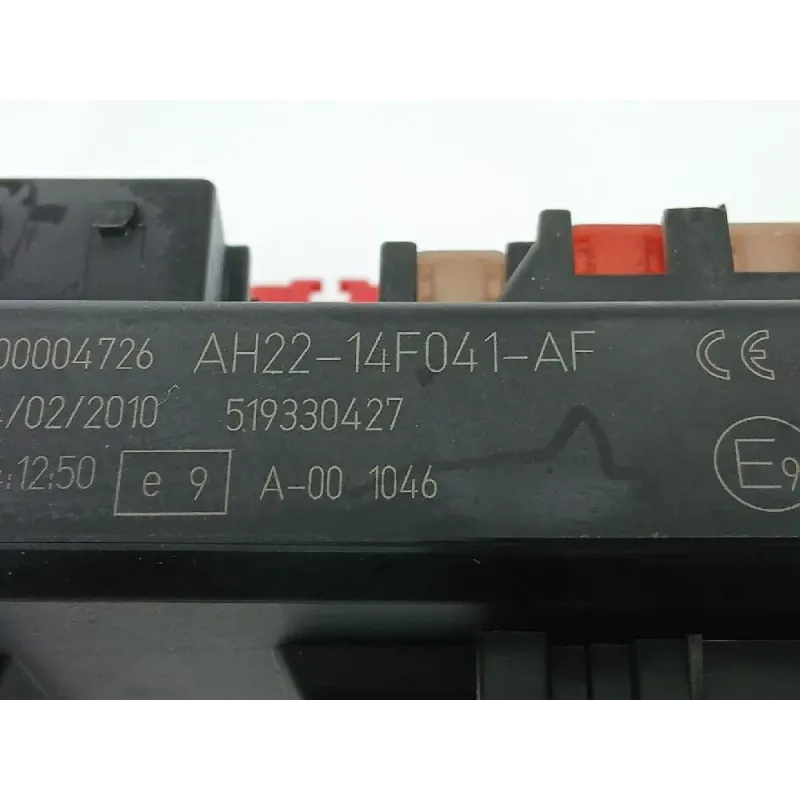 00004726 AH22-14F041-AF CE
/02/2010 519330427
:12:50 e 9 A-00 1046 E9